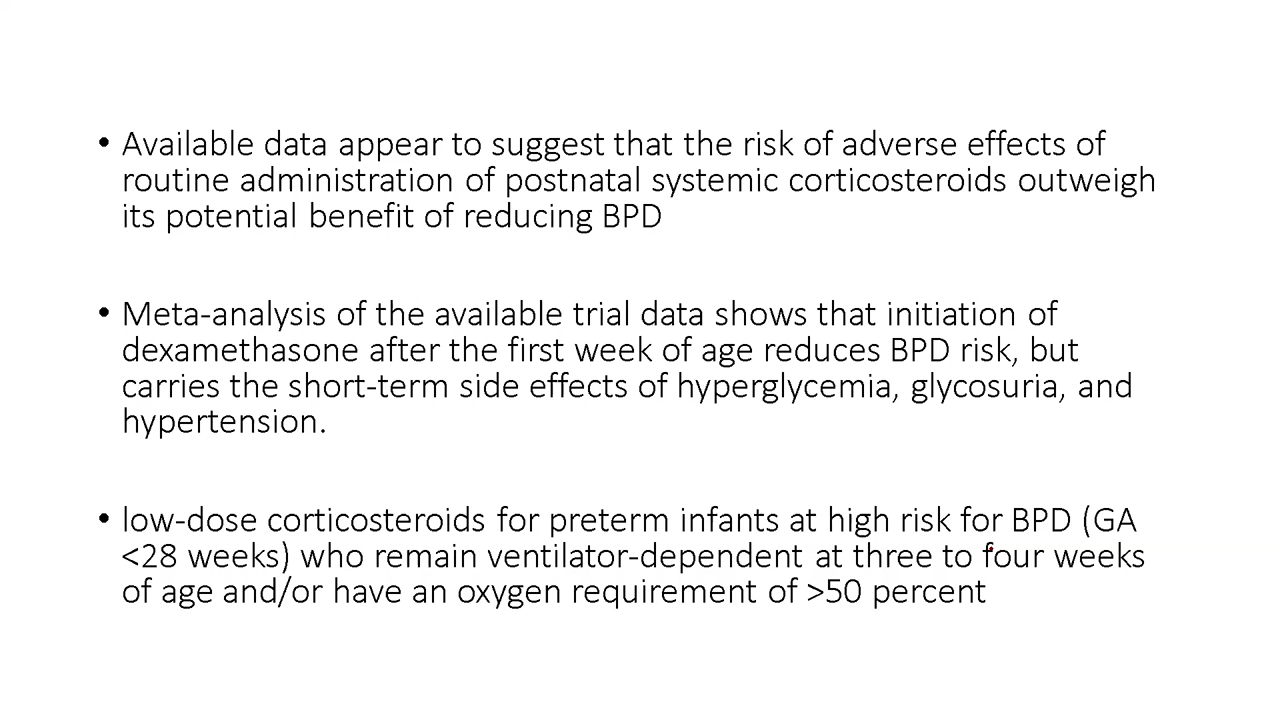 • Available data appear to suggest that the risk of adverse effects of
routine administration of postnatal systemic corticosteroids outweigh
its potential benefit of reducing BPD
• Meta-analysis of the available trial data shows that initiation of
dexamethasone after the first week of age reduces BPD risk, but
carries the short-term side effects of hyperglycemia, glycosuria, and
hypertension.
• low-dose corticosteroids for preterm infants at high risk for BPD (GA
<28 weeks) who remain ventilator-dependent at three to four weeks
of age and/or have an oxygen requirement of >50 percent